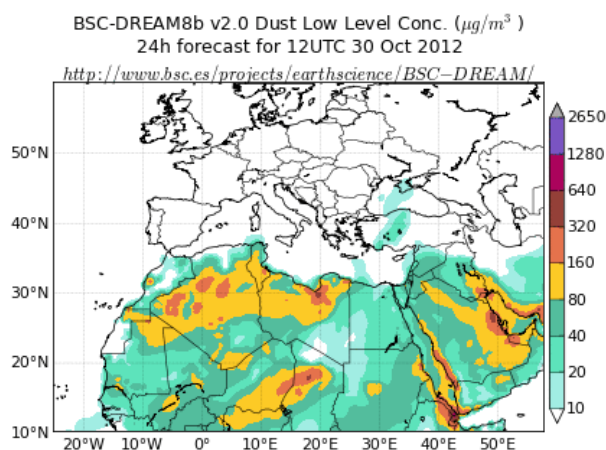 BSC-DREAM8b v2.0 Dust Low Level Conc. (μg/m³ )
24h forecast for 12UTC 30 Oct 2012
http://www.bsc.es/projects/earthscience/BSC−DREAM/
2650
1280
640
320
160
80
40
20
10
50°N
40°N
30°N
20°N
10°N
20°W 10°W 0° 10°E 20°E 30°E 40°E 50°E